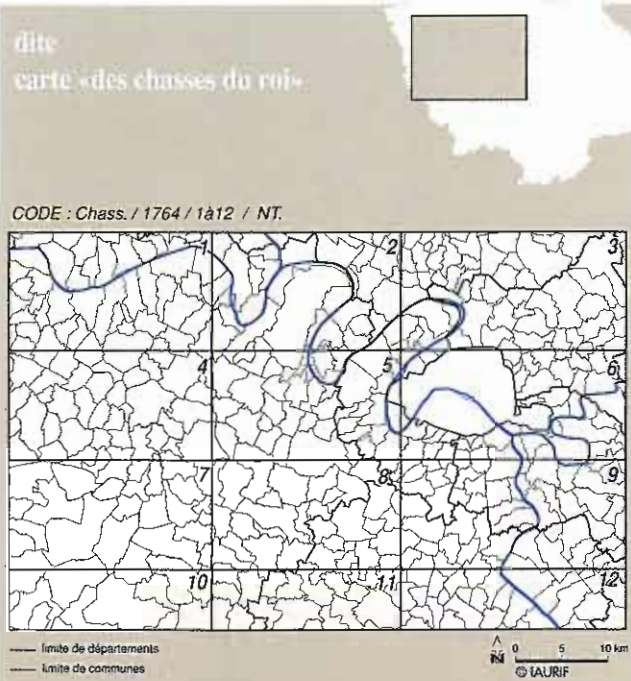 dite
carte «des chasses du roi»
CODE : Chass. / 1764 / 1à12 / NT.
1
2
3
4
5
6
7
8
9
10
11
12
limite de départements
limite de communes
N
0 5 10 km
© IAURIF